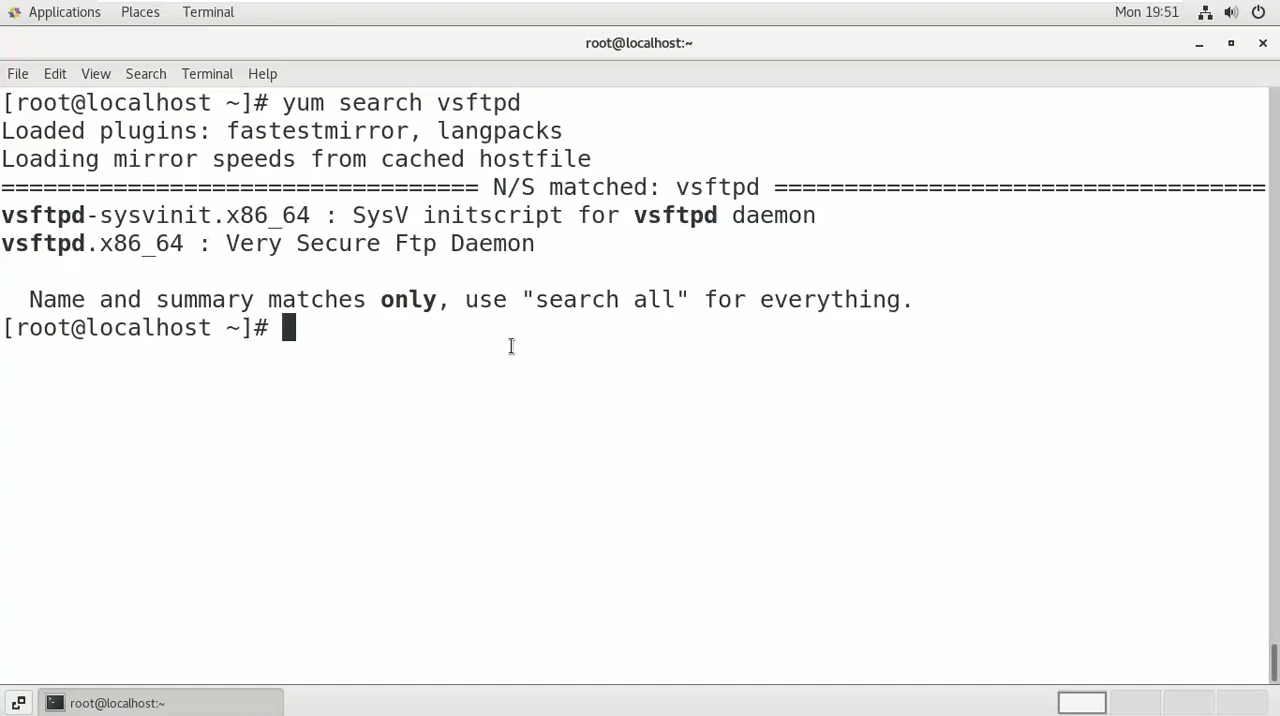 Applications Places Terminal Mon 19:51
root@localhost:~
File Edit View Search Terminal Help
[root@localhost ~]# yum search vsftpd
Loaded plugins: fastestmirror, langpacks
Loading mirror speeds from cached hostfile
================================== N/S matched: vsftpd ===================================
vsftpd-sysvinit.x86_64 : SysV initscript for vsftpd daemon
vsftpd.x86_64 : Very Secure Ftp Daemon
Name and summary matches only, use "search all" for everything.
[root@localhost ~]#
root@localhost:~